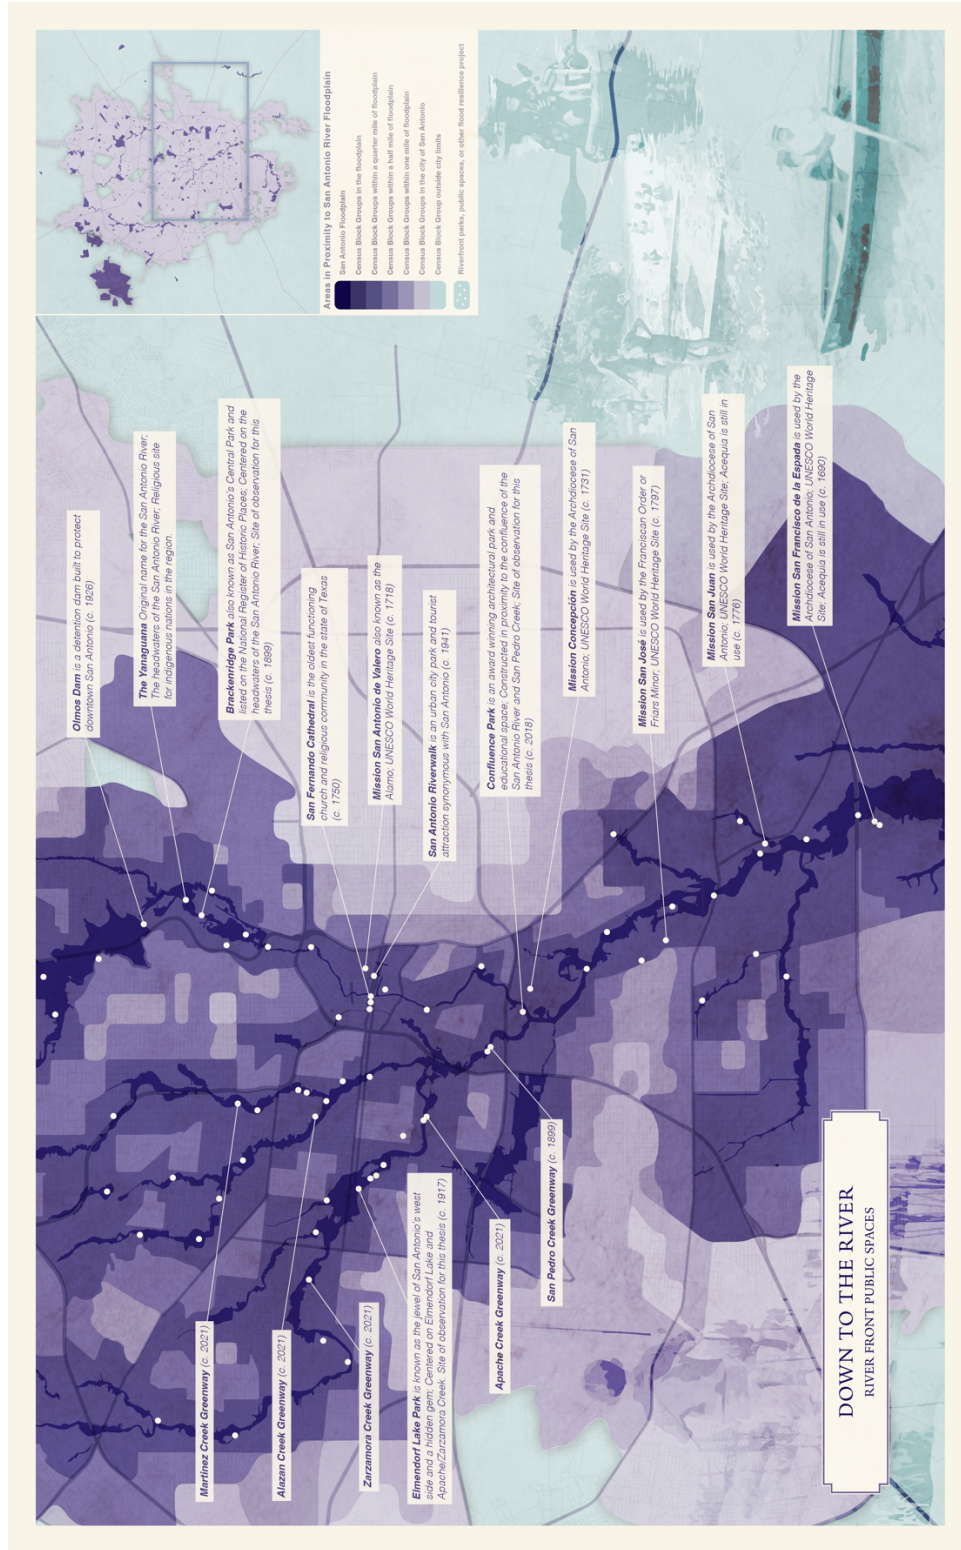 Areas in Proximity to San Antonio River Floodplain
San Antonio Floodplain
Census Block Groups in the floodplain
Census Block Groups within a quarter mile of floodplain
Census Block Groups within a half mile of floodplain
Census Block Groups within one mile of floodplain
Census Block Groups in the city of San Antonio
Census Block Group outside city limits
Riverfront parks, public spaces, or other flood resilience project
Olmos Dam is a detention dam built to protect
downtown San Antonio (c. 1926)
The Yanaguana Original name for the San Antonio River;
The headwaters of the San Antonio River; Religious site
for indigenous nations in the region.
Brackenridge Park also known as San Antonio's Central Park and
listed on the National Register of Historic Places; Centered on the
headwaters of the San Antonio River; Site of observation for this
thesis (c. 1899)
San Fernando Cathedral is the oldest functioning
church and religious community in the state of Texas
(c. 1750)
Mission San Antonio de Valero also known as the
Alamo; UNESCO World Heritage Site (c. 1718)
San Antonio Riverwalk is an urban city park and tourist
attraction synonymous with San Antonio (c. 1941)
Confluence Park is an award winning architectural park and
educational space; Constructed in proximity to the confluence of the
San Antonio River and San Pedro Creek; Site of observation for this
thesis (c. 2018)
Mission Concepción is used by the Archdiocese of San
Antonio; UNESCO World Heritage Site (c. 1731)
Mission San José is used by the Franciscan Order or
Friars Minor; UNESCO World Heritage Site (c. 1797)
Mission San Juan is used by the Archdiocese of San
Antonio; UNESCO World Heritage Site; Acequia is still in
use (c. 1776)
Mission San Francisco de la Espada is used by the
Archdiocese of San Antonio; UNESCO World Heritage
Site; Acequia is still in use (c. 1690)
Martinez Creek Greenway (c. 2021)
Alazan Creek Greenway (c. 2021)
Zarzamora Creek Greenway (c. 2021)
Elmendorf Lake Park is known as the jewel of San Antonio's west
side and a hidden gem; Centered on Elmendorf Lake and
Apache/Zarzamora Creek. Site of observation for this thesis (c. 1917)
Apache Creek Greenway (c. 2021)
San Pedro Creek Greenway (c. 1899)
DOWN TO THE RIVER
RIVER FRONT PUBLIC SPACES